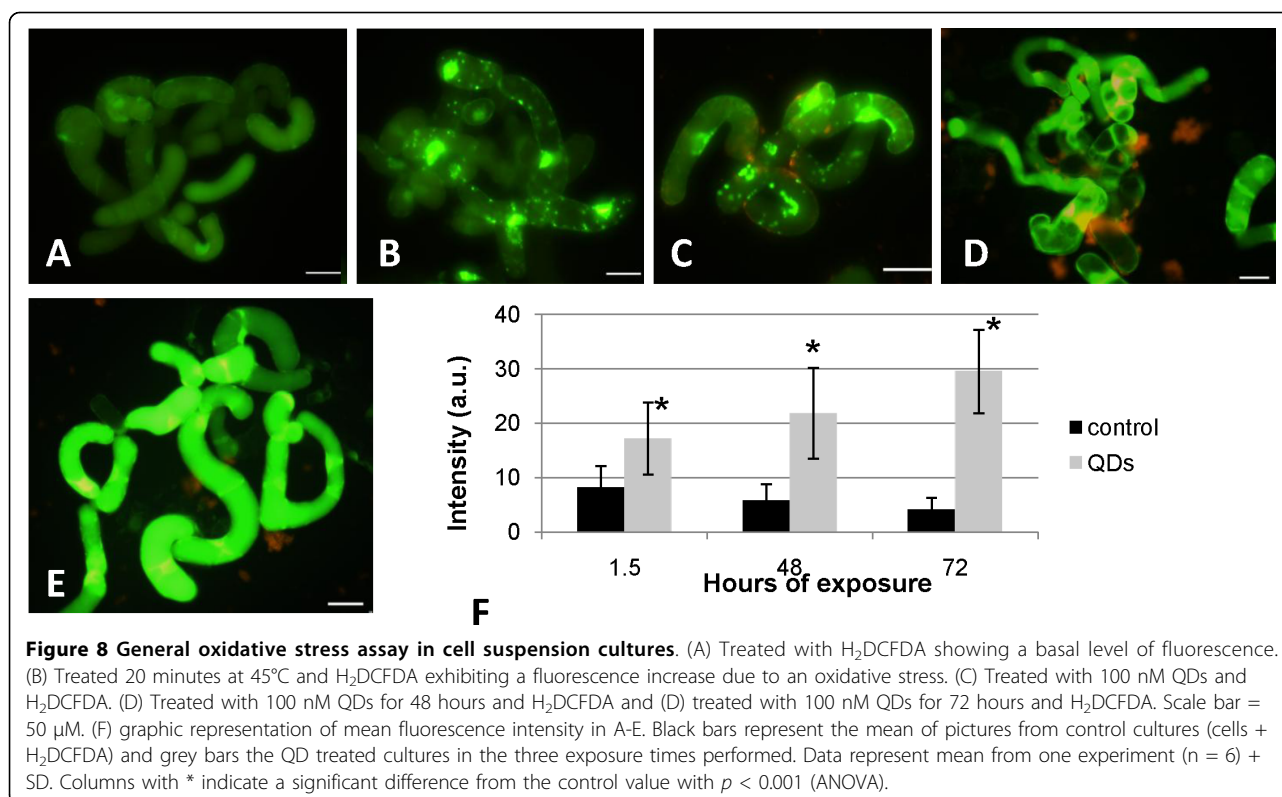 A
B
C
D
E
40
30
20
10
0
Intensity (a.u.)
*
*
*
control
QDs
1.5
48
72
Hours of exposure
F
Figure 8 General oxidative stress assay in cell suspension cultures. (A) Treated with H₂DCFDA showing a basal level of fluorescence.
(B) Treated 20 minutes at 45°C and H₂DCFDA exhibiting a fluorescence increase due to an oxidative stress. (C) Treated with 100 nM QDs and
H₂DCFDA. (D) Treated with 100 nM QDs for 48 hours and H₂DCFDA and (D) treated with 100 nM QDs for 72 hours and H₂DCFDA. Scale bar =
50 μM. (F) graphic representation of mean fluorescence intensity in A-E. Black bars represent the mean of pictures from control cultures (cells +
H₂DCFDA) and grey bars the QD treated cultures in the three exposure times performed. Data represent mean from one experiment (n = 6) +
SD. Columns with * indicate a significant difference from the control value with p < 0.001 (ANOVA).